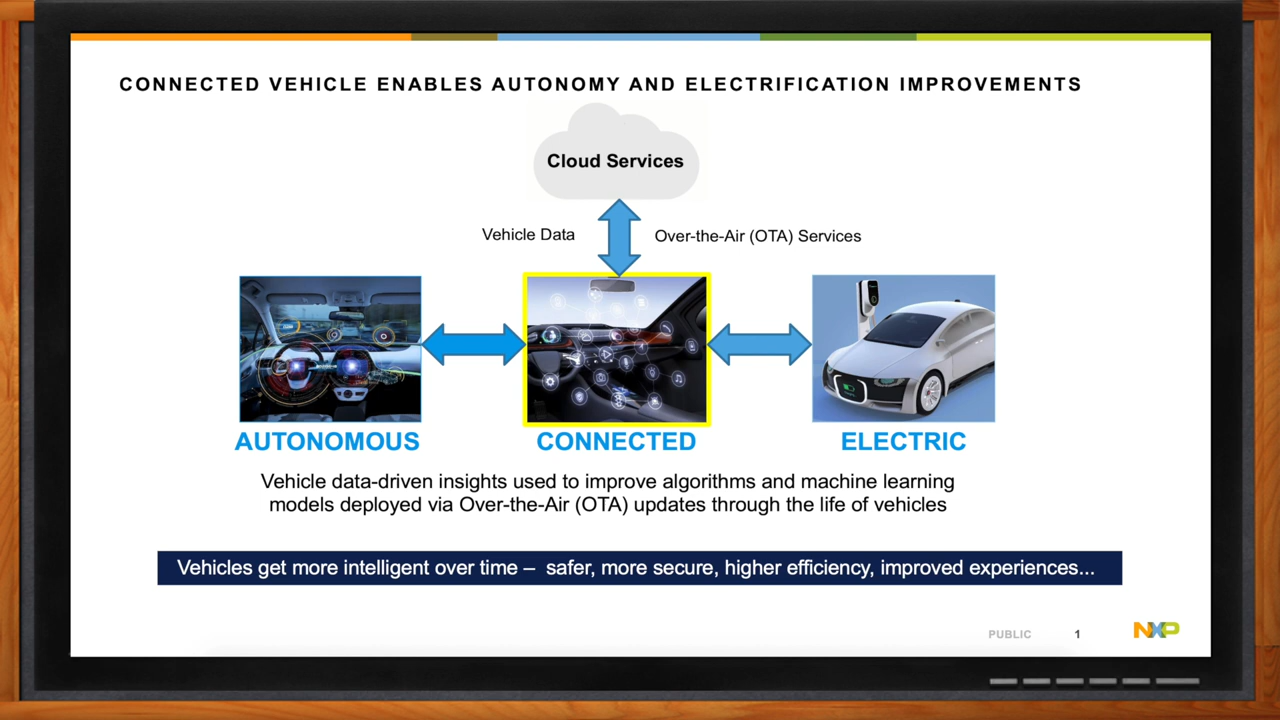 CONNECTED VEHICLE ENABLES AUTONOMY AND ELECTRIFICATION IMPROVEMENTS
Cloud Services
Vehicle Data
Over-the-Air (OTA) Services
AUTONOMOUS
CONNECTED
ELECTRIC
Vehicle data-driven insights used to improve algorithms and machine learning
models deployed via Over-the-Air (OTA) updates through the life of vehicles
Vehicles get more intelligent over time – safer, more secure, higher efficiency, improved experiences...
PUBLIC
1
NXP